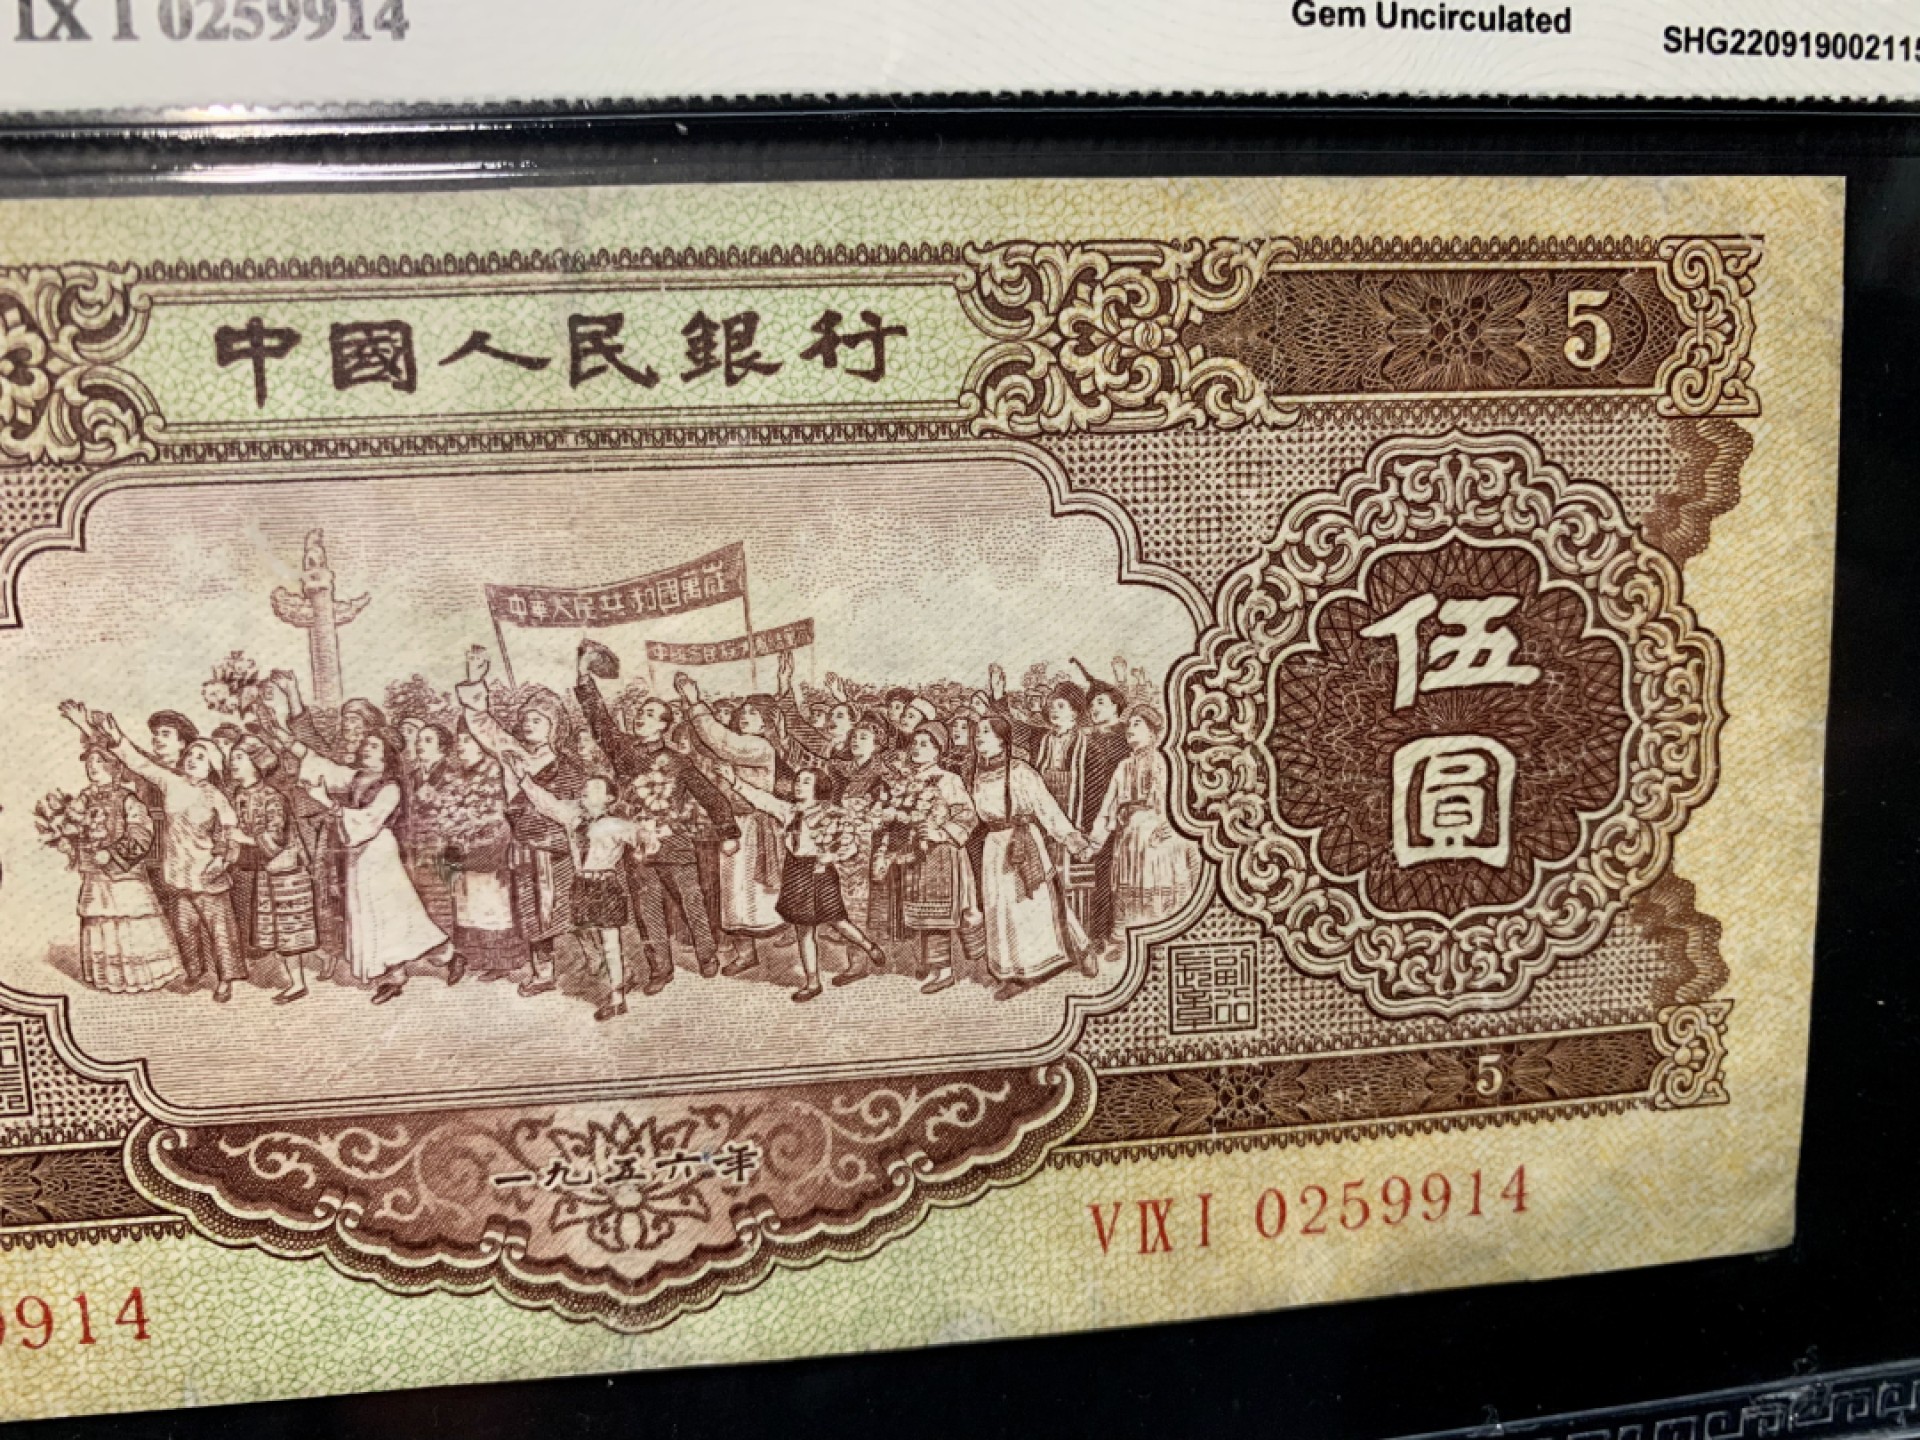 IX I 0259914
Gem Uncirculated
SHG22091900211
中國人民銀行
5
中華人民共和國萬歲
伍
圓
5
一九五六年
V IX I 0259914
9914